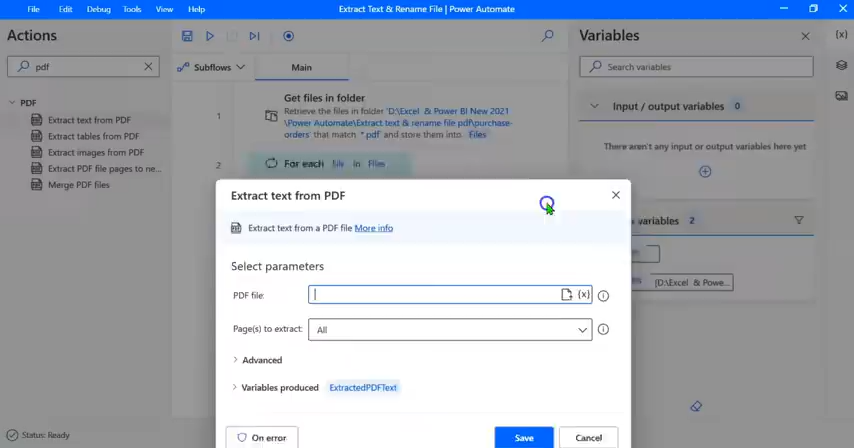 File Edit Debug Tools View Help
Extract Text & Rename File | Power Automate
Actions
pdf
PDF
Extract text from PDF
Extract tables from PDF
Extract images from PDF
Extract PDF file pages to ne...
Merge PDF files
Subflows
Main
1
Get files in folder
Retrieve the files in folder 'D:\Excel & Power BI New 2021
\Power Automate\Extract text & rename file.pdf\purchase-
orders' that match '*.pdf' and store them into Files
2
For each file in Files
Variables
{x}
Search variables
Input / output variables 0
There aren't any input or output variables here yet
variables 2
[D:\Excel & Powe...
Extract text from PDF
Extract text from a PDF file More info
Select parameters
PDF file:
{x}
Page(s) to extract: All
Advanced
Variables produced ExtractedPDFText
On error
Save
Cancel
Status: Ready